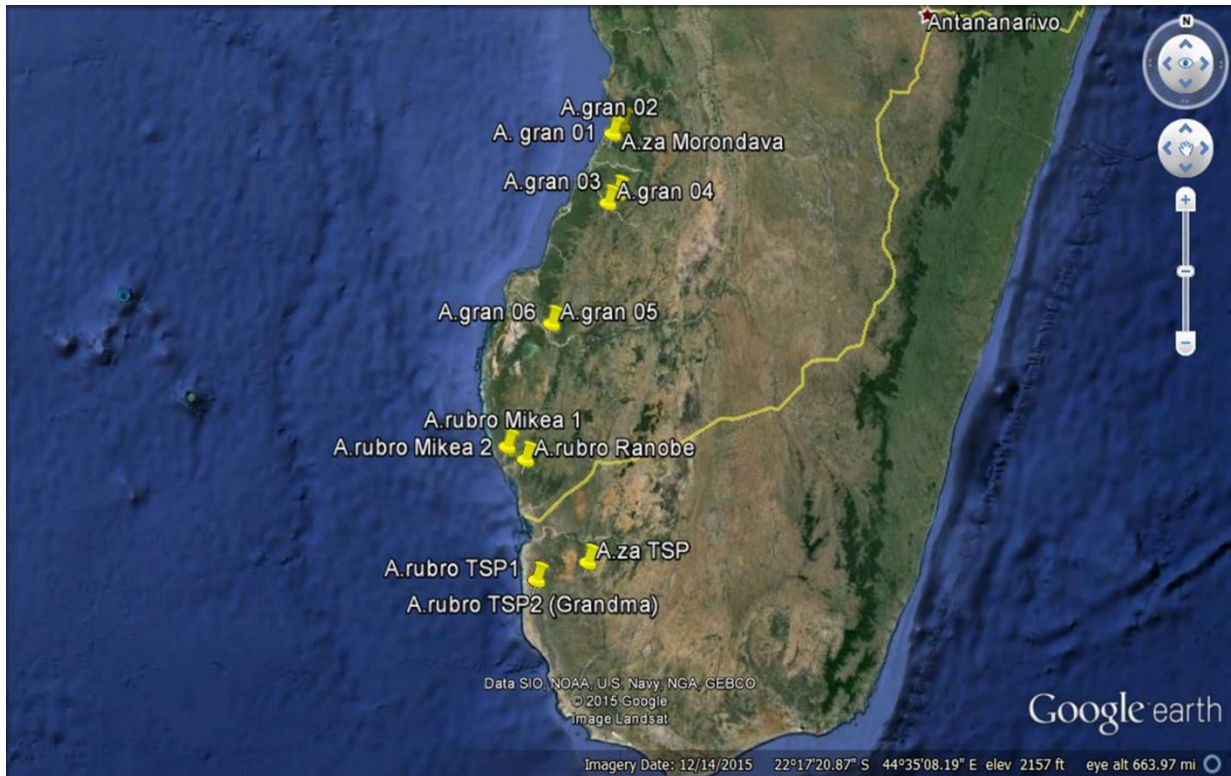 N
Antananarivo
A.gran 02
A. gran 01
A.za Morondava
A.gran 03
A.gran 04
A.gran 06
A.gran 05
A.rubro Mikea 1
A.rubro Mikea 2
A.rubro Ranobe
A.za TSP
A.rubro TSP1
A.rubro TSP2 (Grandma)
Data SIO, NOAA, U.S. Navy, NGA, GEBCO
© 2015 Google
Image Landsat
Google earth
Imagery Date: 12/14/2015 22°17'20.87" S 44°35'08.19" E elev 2157 ft eye alt 663.97 mi